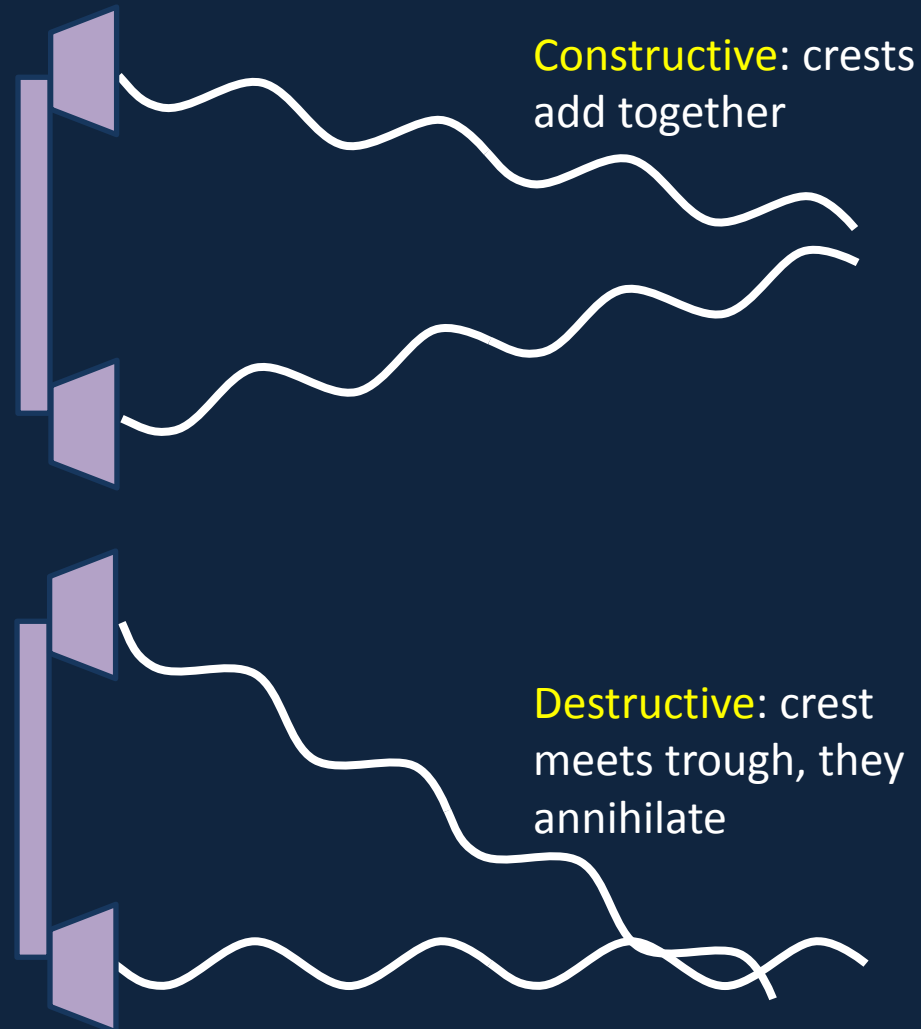 Constructive: crests
add together
Destructive: crest
meets trough, they
annihilate